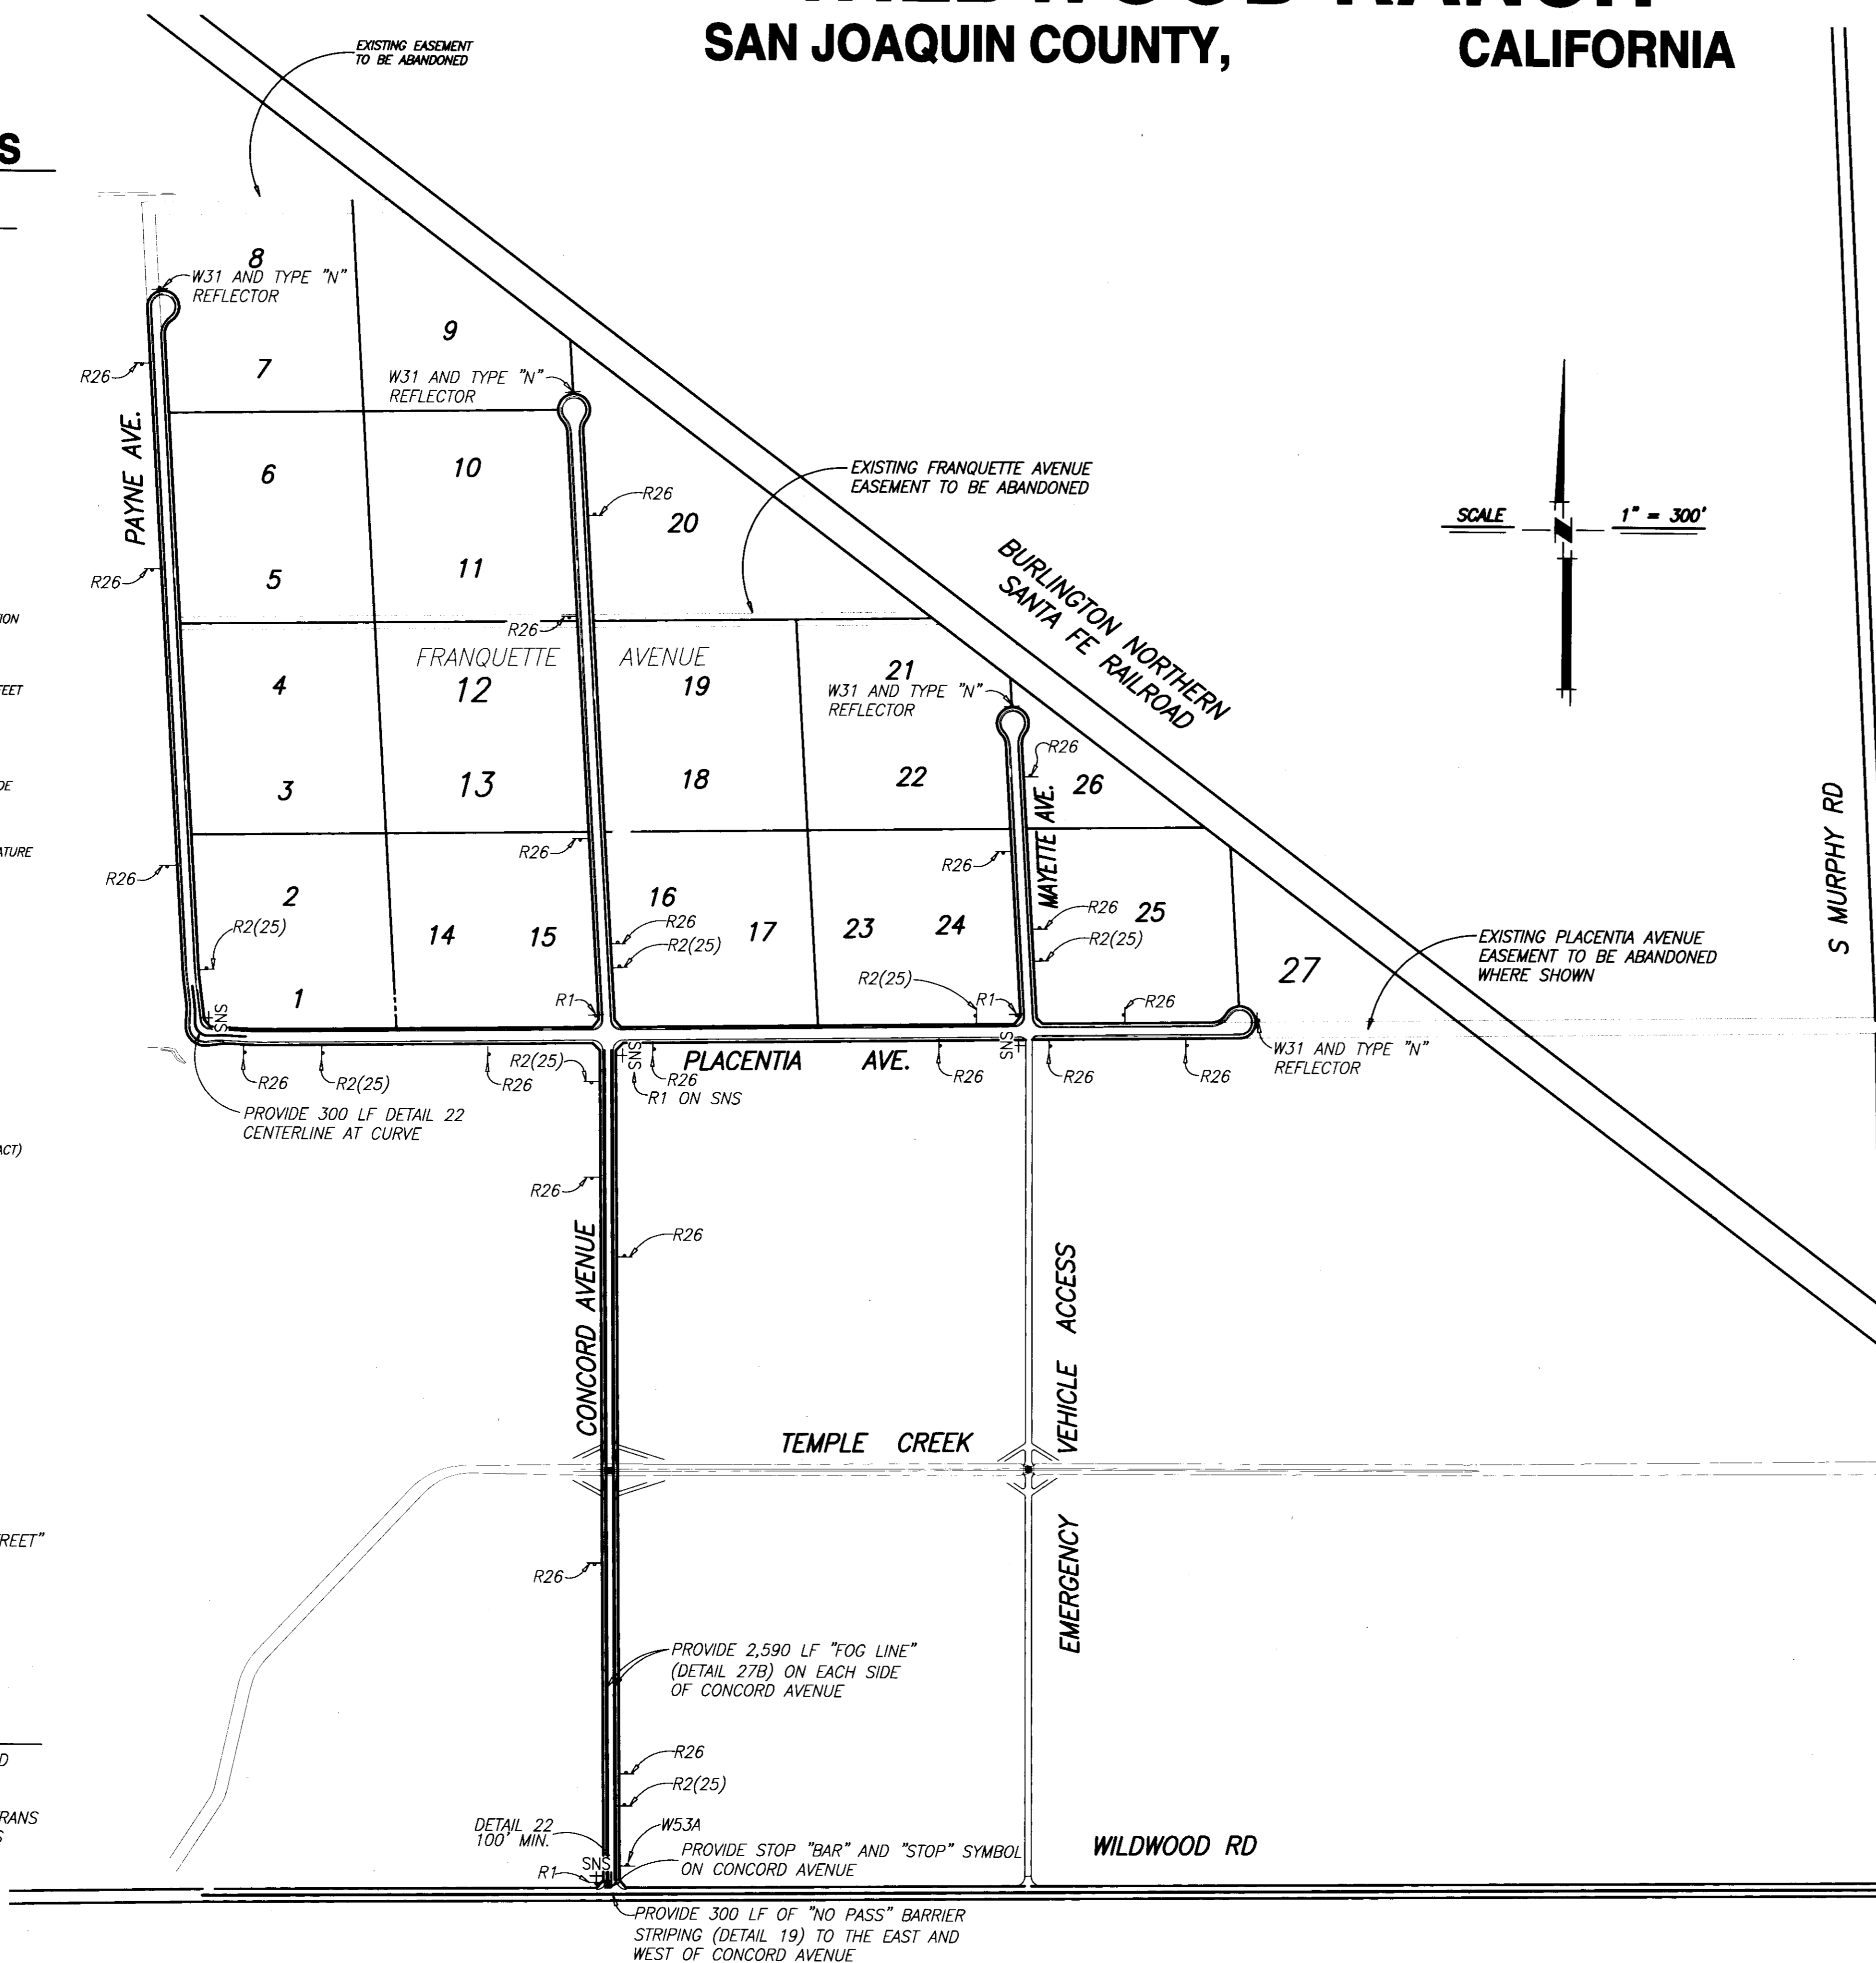 SAN JOAQUIN COUNTY, CALIFORNIA
EXISTING EASEMENT
TO BE ABANDONED
S
8
W31 AND TYPE "N"
REFLECTOR
9
7
R26
W31 AND TYPE "N"
REFLECTOR
PAYNE AVE.
6
10
R26
20
EXISTING FRANQUETTE AVENUE
EASEMENT TO BE ABANDONED
SCALE 1" = 300'
BURLINGTON NORTHERN
SANTA FE RAILROAD
R26
5
11
R26
FRANQUETTE AVENUE
4
12
19
21
W31 AND TYPE "N"
REFLECTOR
R26
3
13
18
22
MAYETTE AVE.
26
S MURPHY RD
R26
R26
R26
2
16
R26
R2(25)
14
15
17
23
24
R26
R2(25)
25
R2(25)
EXISTING PLACENTIA AVENUE
EASEMENT TO BE ABANDONED
WHERE SHOWN
27
1
SNS
R1
R2(25)
R1
R26
SNS
SNS
PLACENTIA AVE.
R26
R2(25)
R26
R2(25)
R26
R1 ON SNS
R26
R26
R26
W31 AND TYPE "N"
REFLECTOR
PROVIDE 300 LF DETAIL 22
CENTERLINE AT CURVE
R26
R26
CONCORD AVENUE
EMERGENCY VEHICLE ACCESS
TEMPLE CREEK
R26
PROVIDE 2,590 LF "FOG LINE"
(DETAIL 27B) ON EACH SIDE
OF CONCORD AVENUE
R26
R2(25)
W53A
DETAIL 22
100' MIN.
PROVIDE STOP "BAR" AND "STOP" SYMBOL
ON CONCORD AVENUE
SNS
R1
WILDWOOD RD
PROVIDE 300 LF OF "NO PASS" BARRIER
STRIPING (DETAIL 19) TO THE EAST AND
WEST OF CONCORD AVENUE